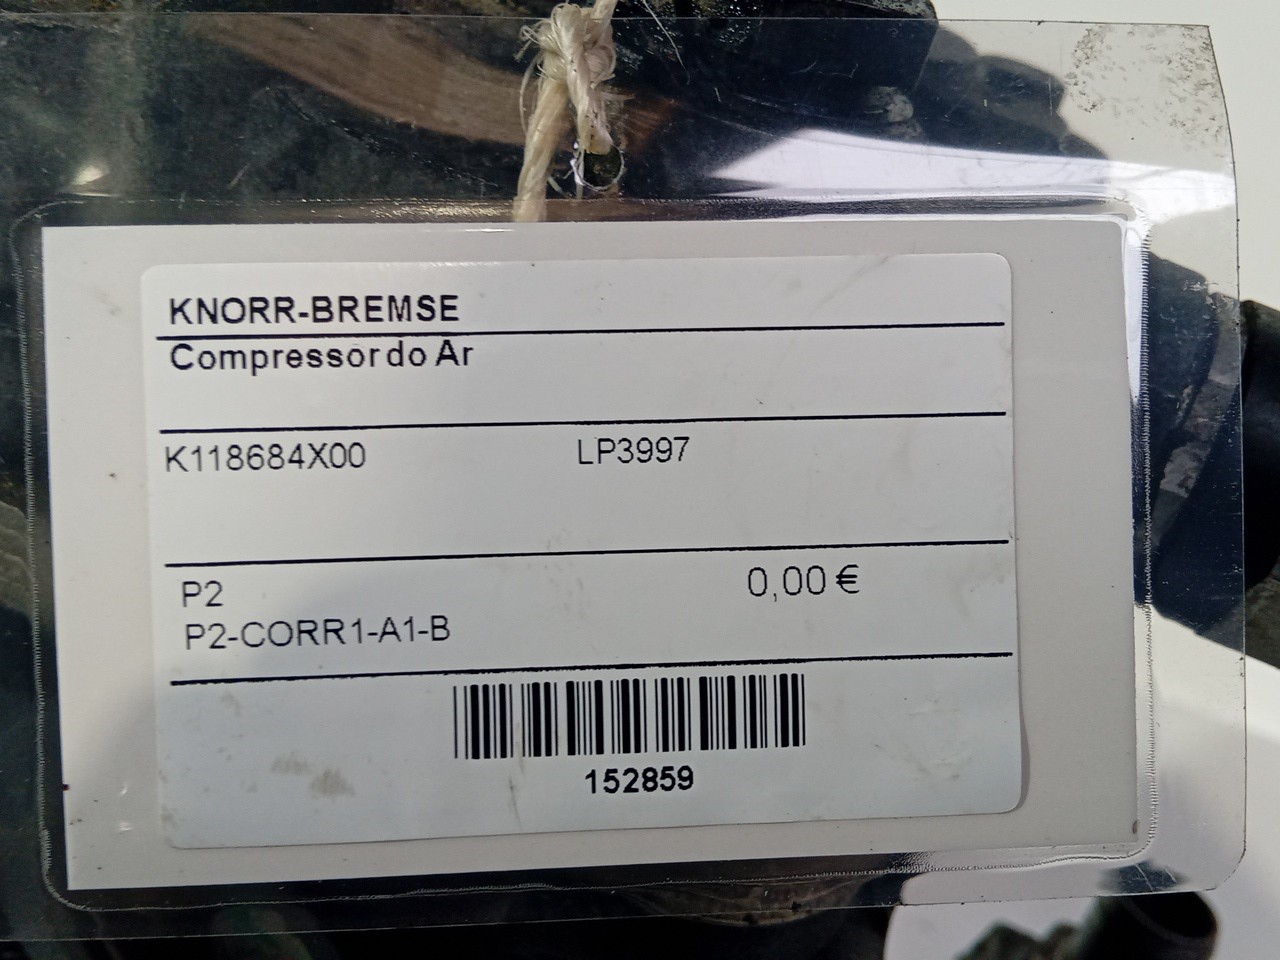 KNORR-BREMSE
Compressor do Ar
K118684X00 LP3997
P2 0,00 €
P2-CORR1-A1-B
152859